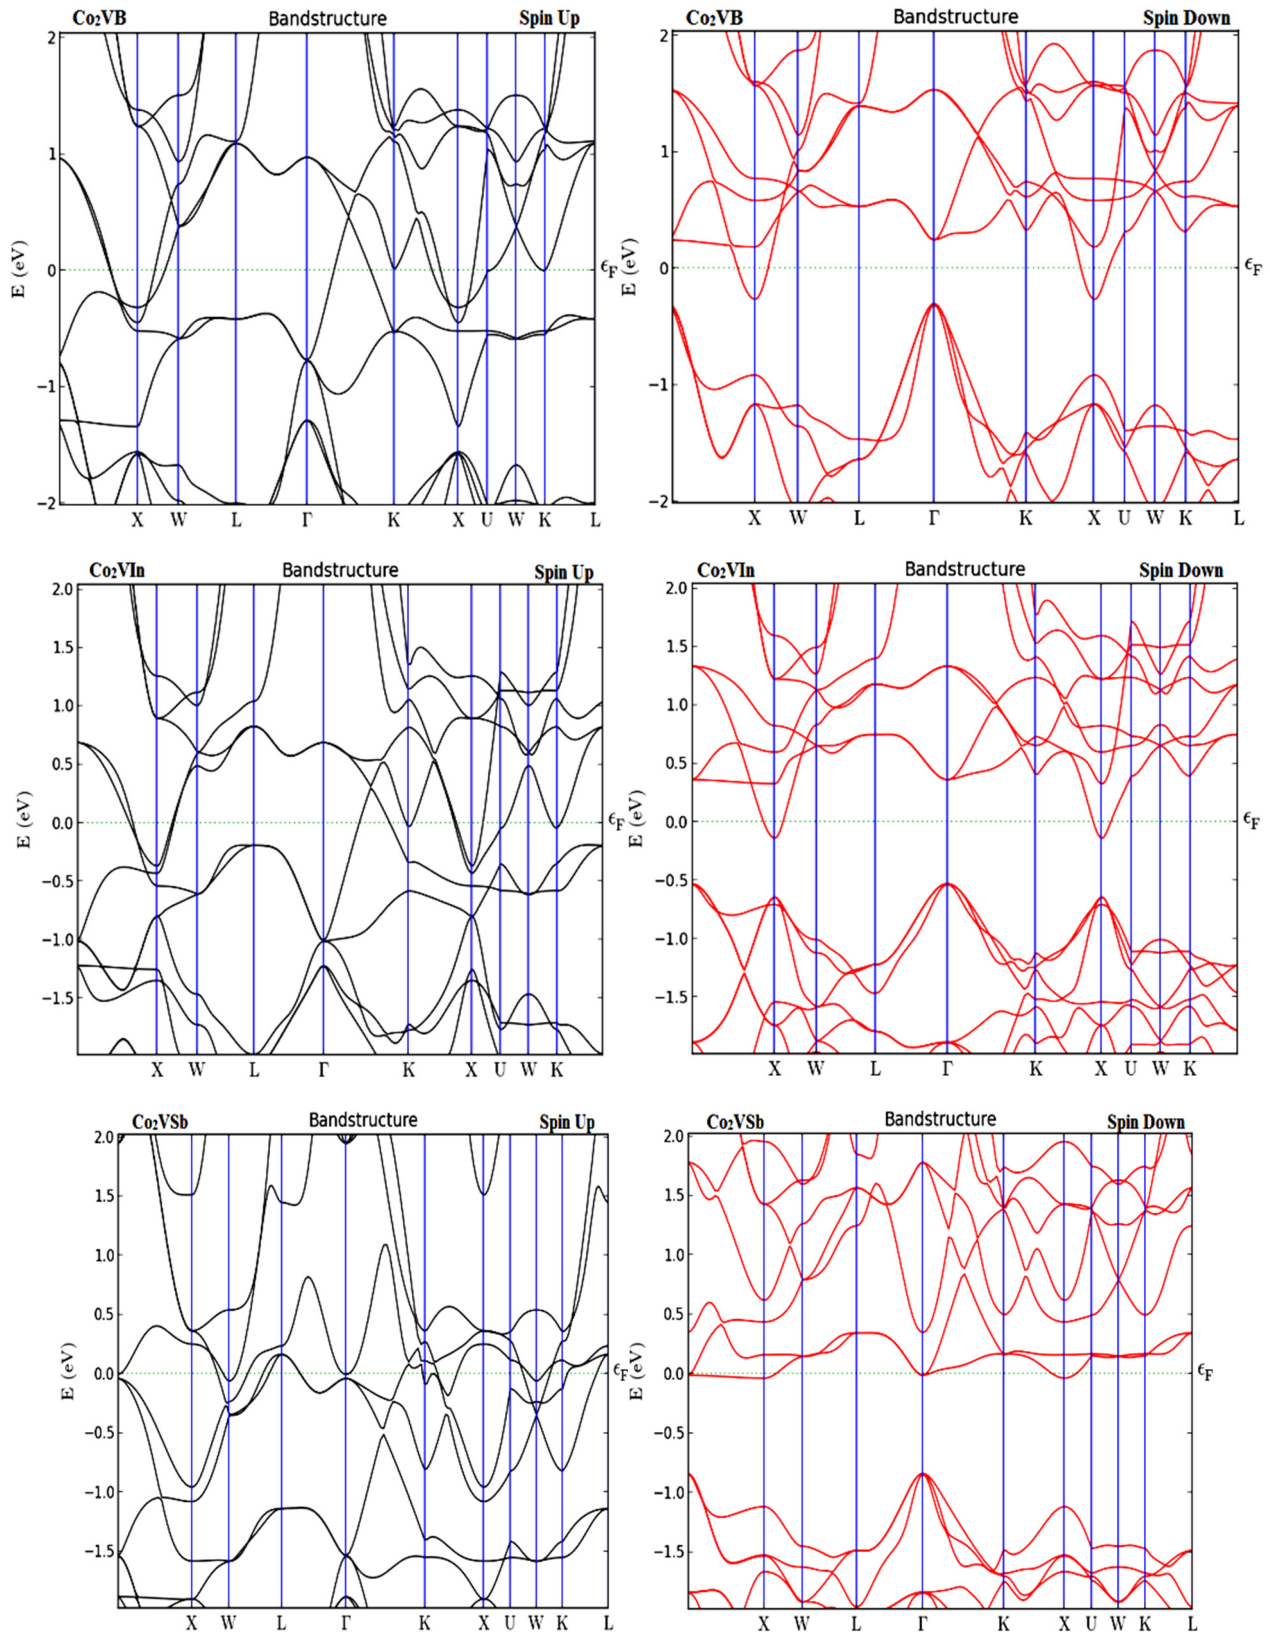 Co₂VB Bandstructure Spin Up
2
1
0
−1
−2
E (eV)
ϵF
X W L Γ K X U W K L
Co₂VB Bandstructure Spin Down
2
1
0
−1
−2
E (eV)
ϵF
X W L Γ K X U W K L
Co₂VIn Bandstructure Spin Up
2.0
1.5
1.0
0.5
0.0
−0.5
−1.0
−1.5
E (eV)
ϵF
X W L Γ K X U W K
Co₂VIn Bandstructure Spin Down
2.0
1.5
1.0
0.5
0.0
−0.5
−1.0
−1.5
E (eV)
ϵF
X W L Γ K X U W K
Co₂VSb Bandstructure Spin Up
2.0
1.5
1.0
0.5
0.0
−0.5
−1.0
−1.5
E (eV)
ϵF
X W L Γ K X U W K L
Co₂VSb Bandstructure Spin Down
2.0
1.5
1.0
0.5
0.0
−0.5
−1.0
−1.5
E (eV)
ϵF
X W L Γ K X U W K L